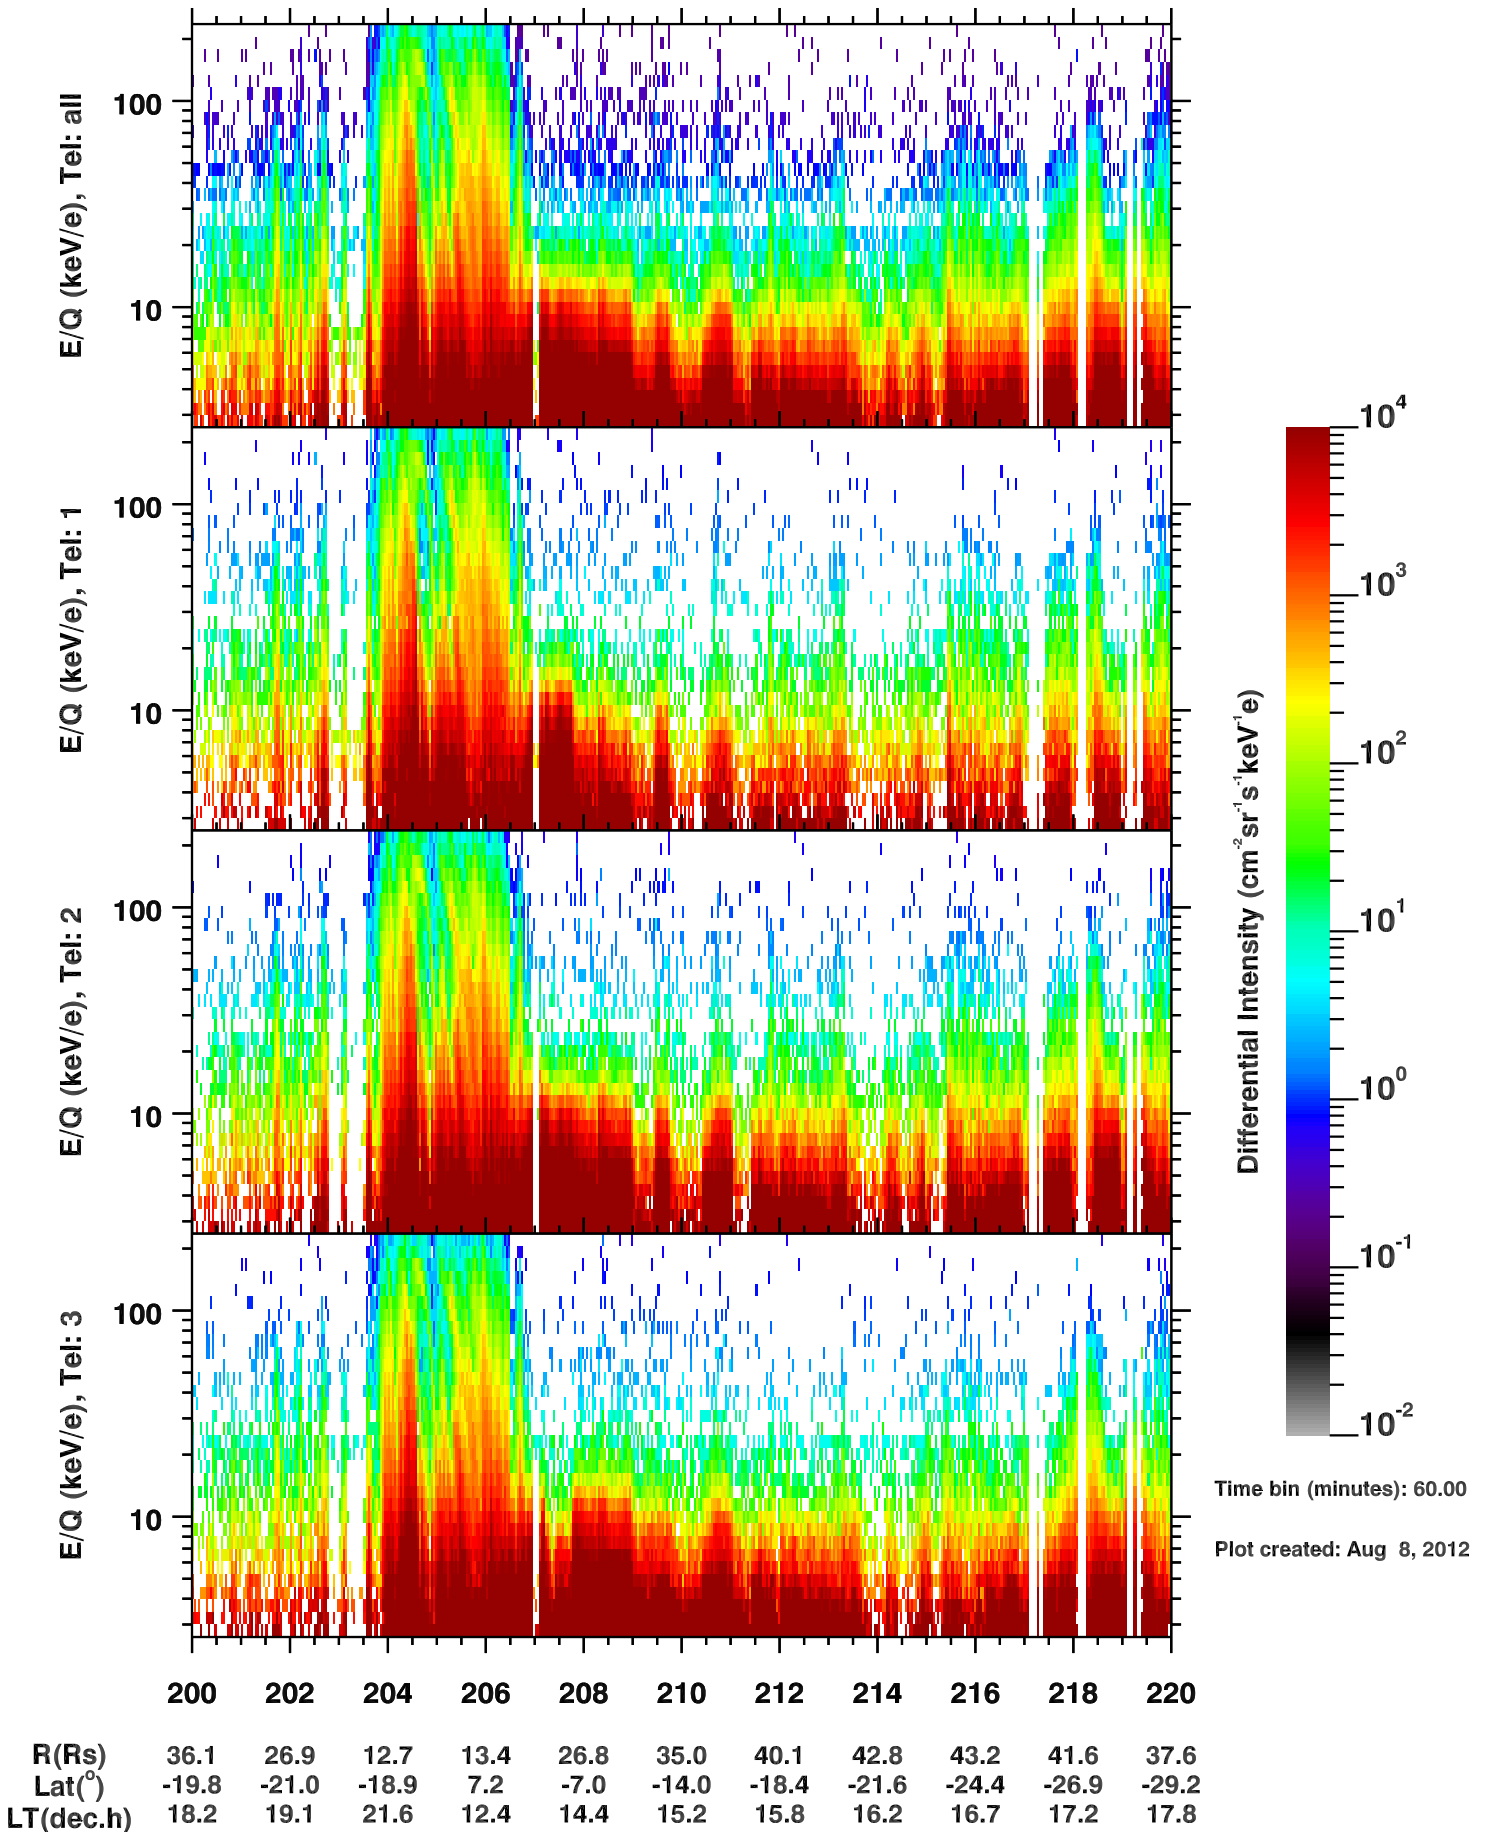 E/Q (keV/e), Tel: all
100
10
E/Q (keV/e), Tel: 1
100
10
E/Q (keV/e), Tel: 2
100
10
E/Q (keV/e), Tel: 3
100
10
10⁴
10³
10²
10¹
10⁰
10⁻¹
10⁻²
Differential Intensity (cm⁻²sr⁻¹s⁻¹keV⁻¹e)
Time bin (minutes): 60.00
Plot created: Aug 8, 2012
200 202 204 206 208 210 212 214 216 218 220
R(Rs) 36.1 26.9 12.7 13.4 26.8 35.0 40.1 42.8 43.2 41.6 37.6
Lat(°) -19.8 -21.0 -18.9 7.2 -7.0 -14.0 -18.4 -21.6 -24.4 -26.9 -29.2
LT(dec.h) 18.2 19.1 21.6 12.4 14.4 15.2 15.8 16.2 16.7 17.2 17.8